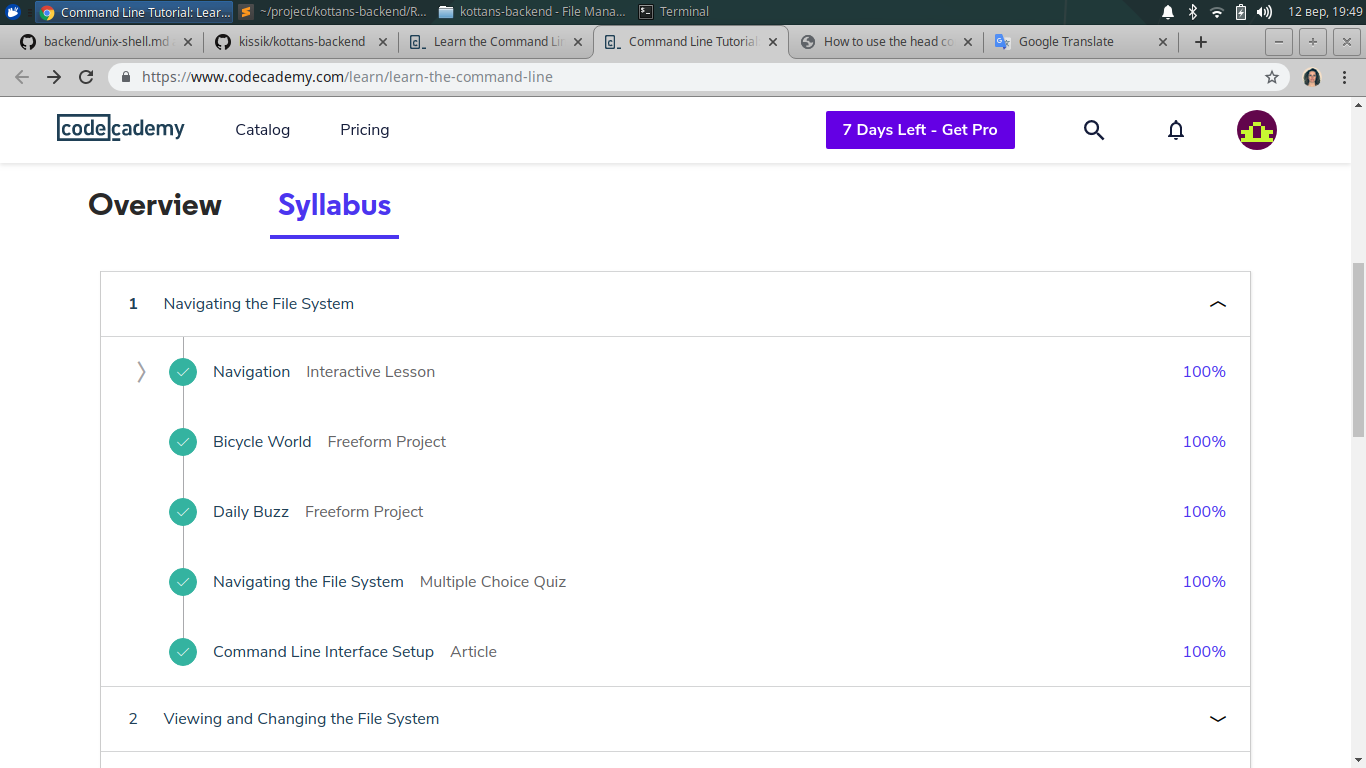 Command Line Tutorial: Lear... ~/project/kottans-backend/R... kottans-backend - File Mana... Terminal 12 вер, 19:49
backend/unix-shell.md kissik/kottans-backend Learn the Command Li Command Line Tutorial How to use the head co Google Translate
https://www.codecademy.com/learn/learn-the-command-line
codecademy Catalog Pricing 7 Days Left - Get Pro
Overview Syllabus
1 Navigating the File System
Navigation Interactive Lesson 100%
Bicycle World Freeform Project 100%
Daily Buzz Freeform Project 100%
Navigating the File System Multiple Choice Quiz 100%
Command Line Interface Setup Article 100%
2 Viewing and Changing the File System